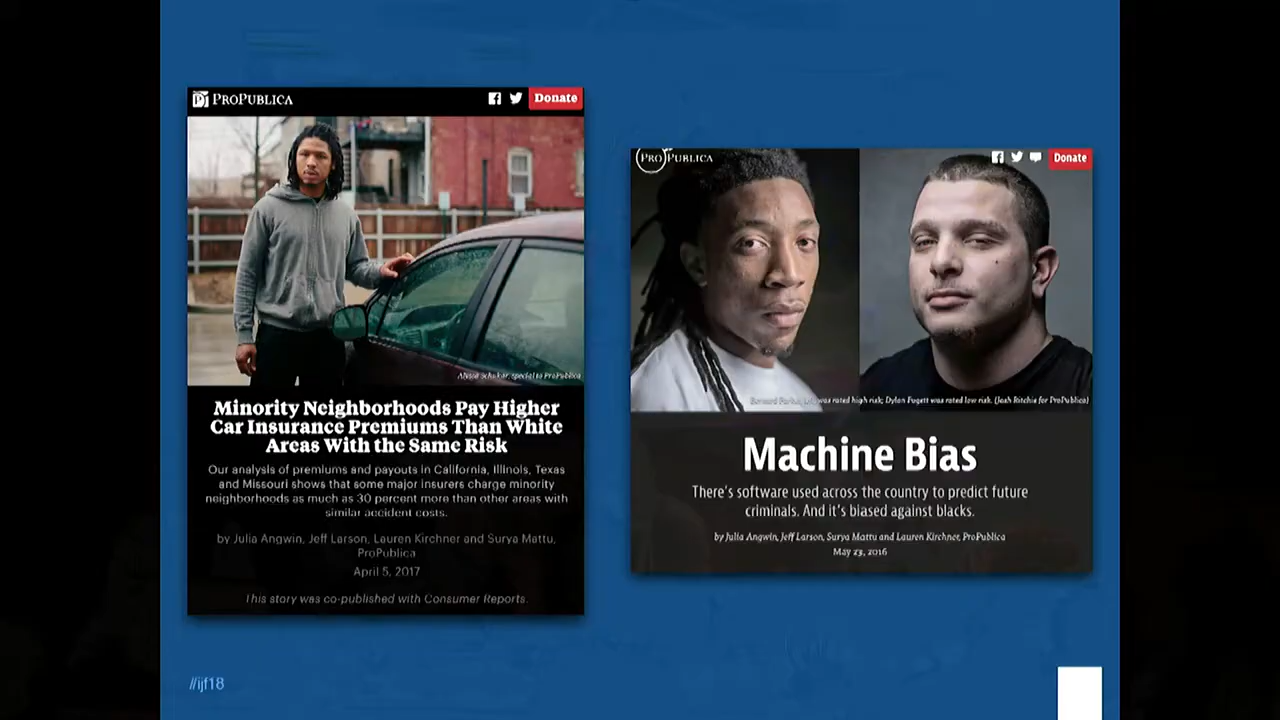 PROPUBLICA
Donate
special to ProPublica
Minority Neighborhoods Pay Higher
Car Insurance Premiums Than White
Areas With the Same Risk
Our analysis of premiums and payouts in California, Illinois, Texas
and Missouri shows that some major insurers charge minority
neighborhoods as much as 30 percent more than other areas with
similar accident costs.
by Julia Angwin, Jeff Larson, Lauren Kirchner and Surya Mattu,
ProPublica
April 5, 2017
This story was co-published with Consumer Reports.
PROPUBLICA
Donate
was rated high risk; Dylan Fugett was rated low risk. (Josh Ritchie for ProPublica)
Machine Bias
There's software used across the country to predict future
criminals. And it's biased against blacks.
by Julia Angwin, Jeff Larson, Surya Mattu and Lauren Kirchner, ProPublica
May 23, 2016
//ijf18